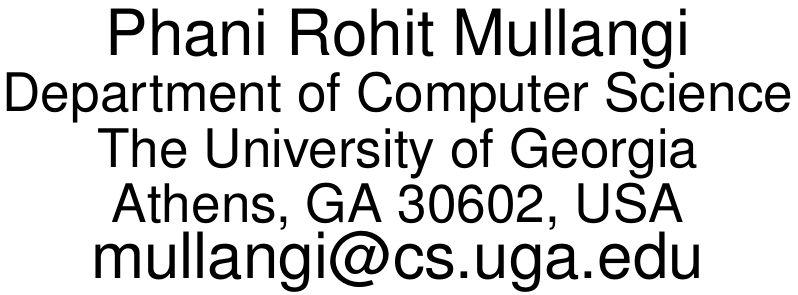 Phani Rohit Mullangi
Department of Computer Science
The University of Georgia
Athens, GA 30602, USA
mullangi@cs.uga.edu